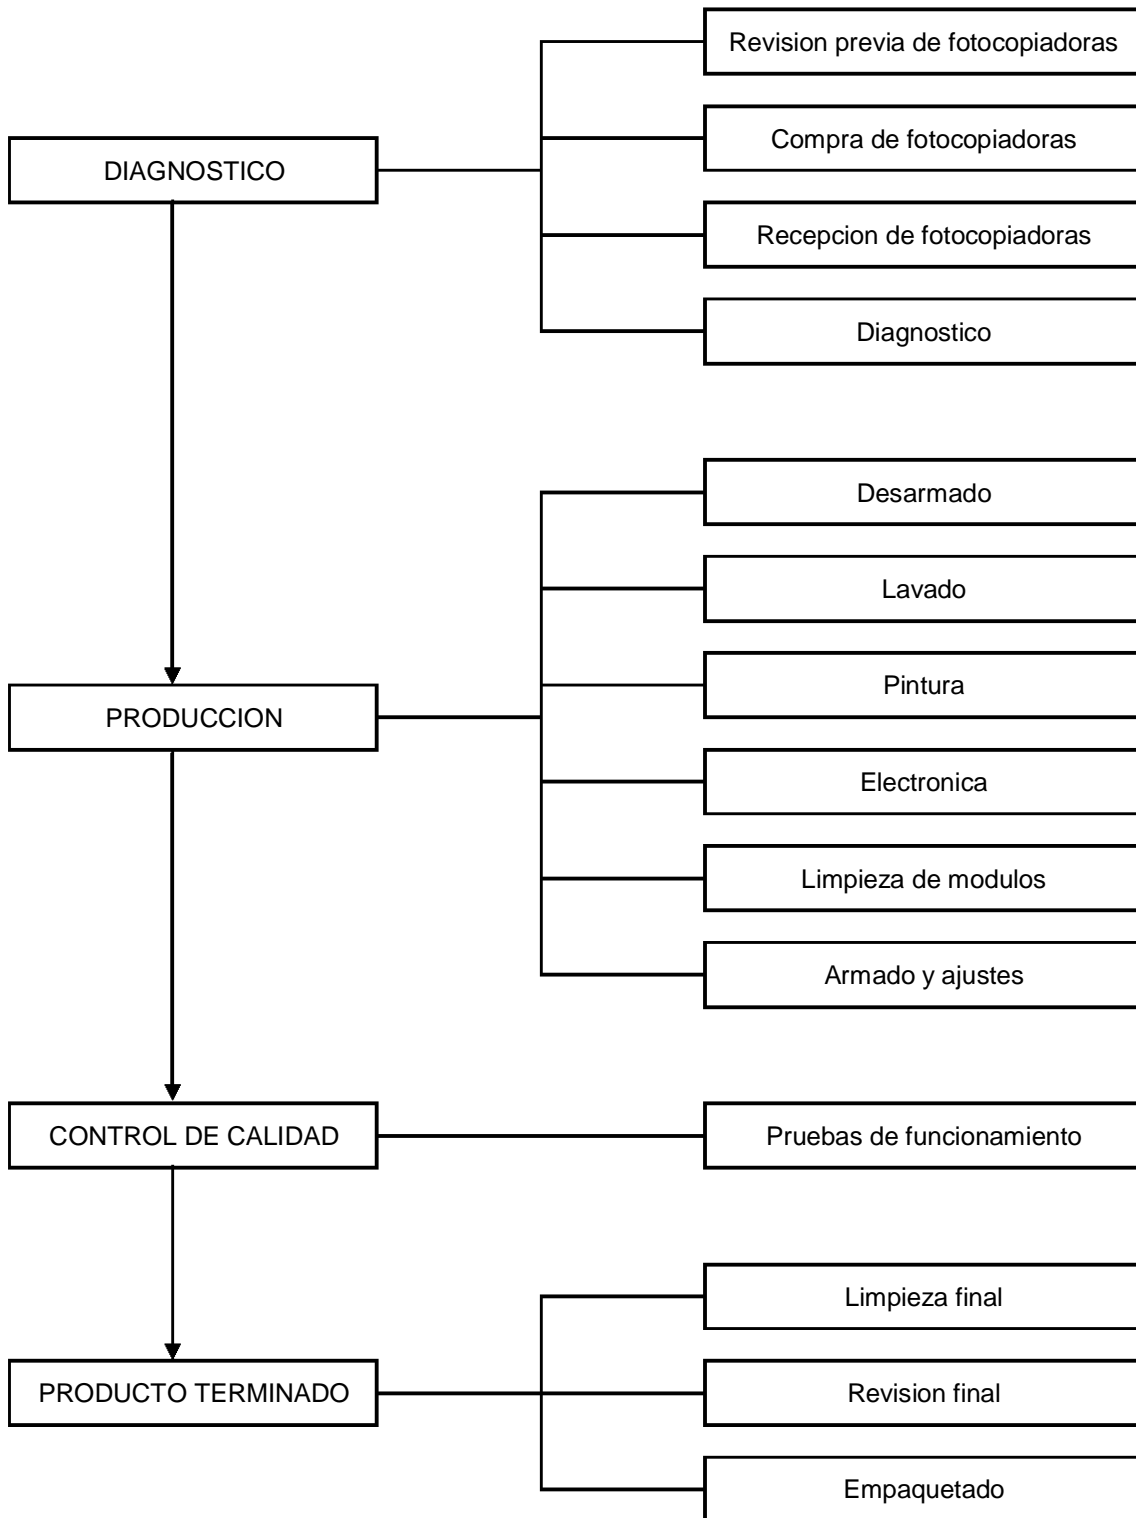 Revision previa de fotocopiadoras
Compra de fotocopiadoras
DIAGNOSTICO
Recepcion de fotocopiadoras
Diagnostico
Desarmado
Lavado
Pintura
PRODUCCION
Electronica
Limpieza de modulos
Armado y ajustes
CONTROL DE CALIDAD
Pruebas de funcionamiento
Limpieza final
PRODUCTO TERMINADO
Revision final
Empaquetado